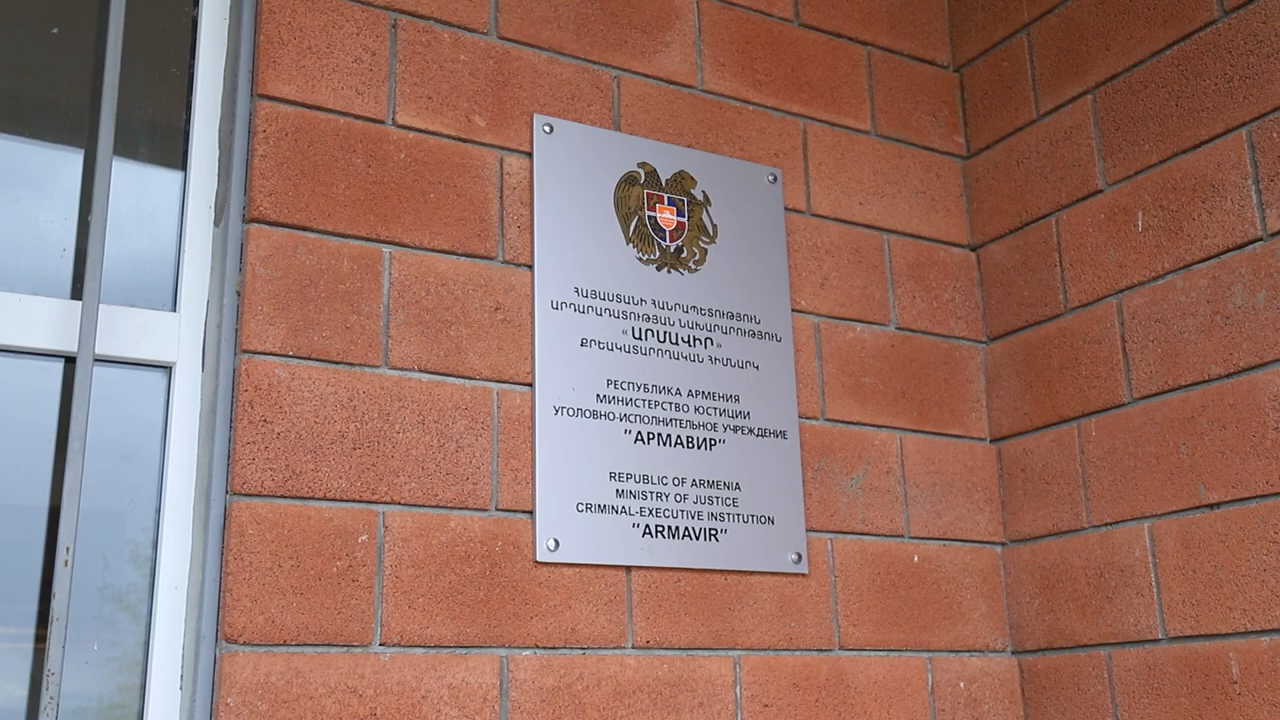 ՀԱՅԱՍՏԱՆԻ ՀԱՆՐԱՊԵՏՈՒԹՅՈՒՆ
ԱՐԴԱՐԱԴԱՏՈՒԹՅԱՆ ՆԱԽԱՐԱՐՈՒԹՅՈՒՆ
«ԱՐՄԱՎԻՐ»
ՔՐԵԱԿԱՏԱՐՈՂԱԿԱՆ ՀԻՄՆԱՐԿ
РЕСПУБЛИКА АРМЕНИЯ
МИНИСТЕРСТВО ЮСТИЦИИ
УГОЛОВНО-ИСПОЛНИТЕЛЬНОЕ УЧРЕЖДЕНИЕ
"АРМАВИР"
REPUBLIC OF ARMENIA
MINISTRY OF JUSTICE
CRIMINAL-EXECUTIVE INSTITUTION
"ARMAVIR"